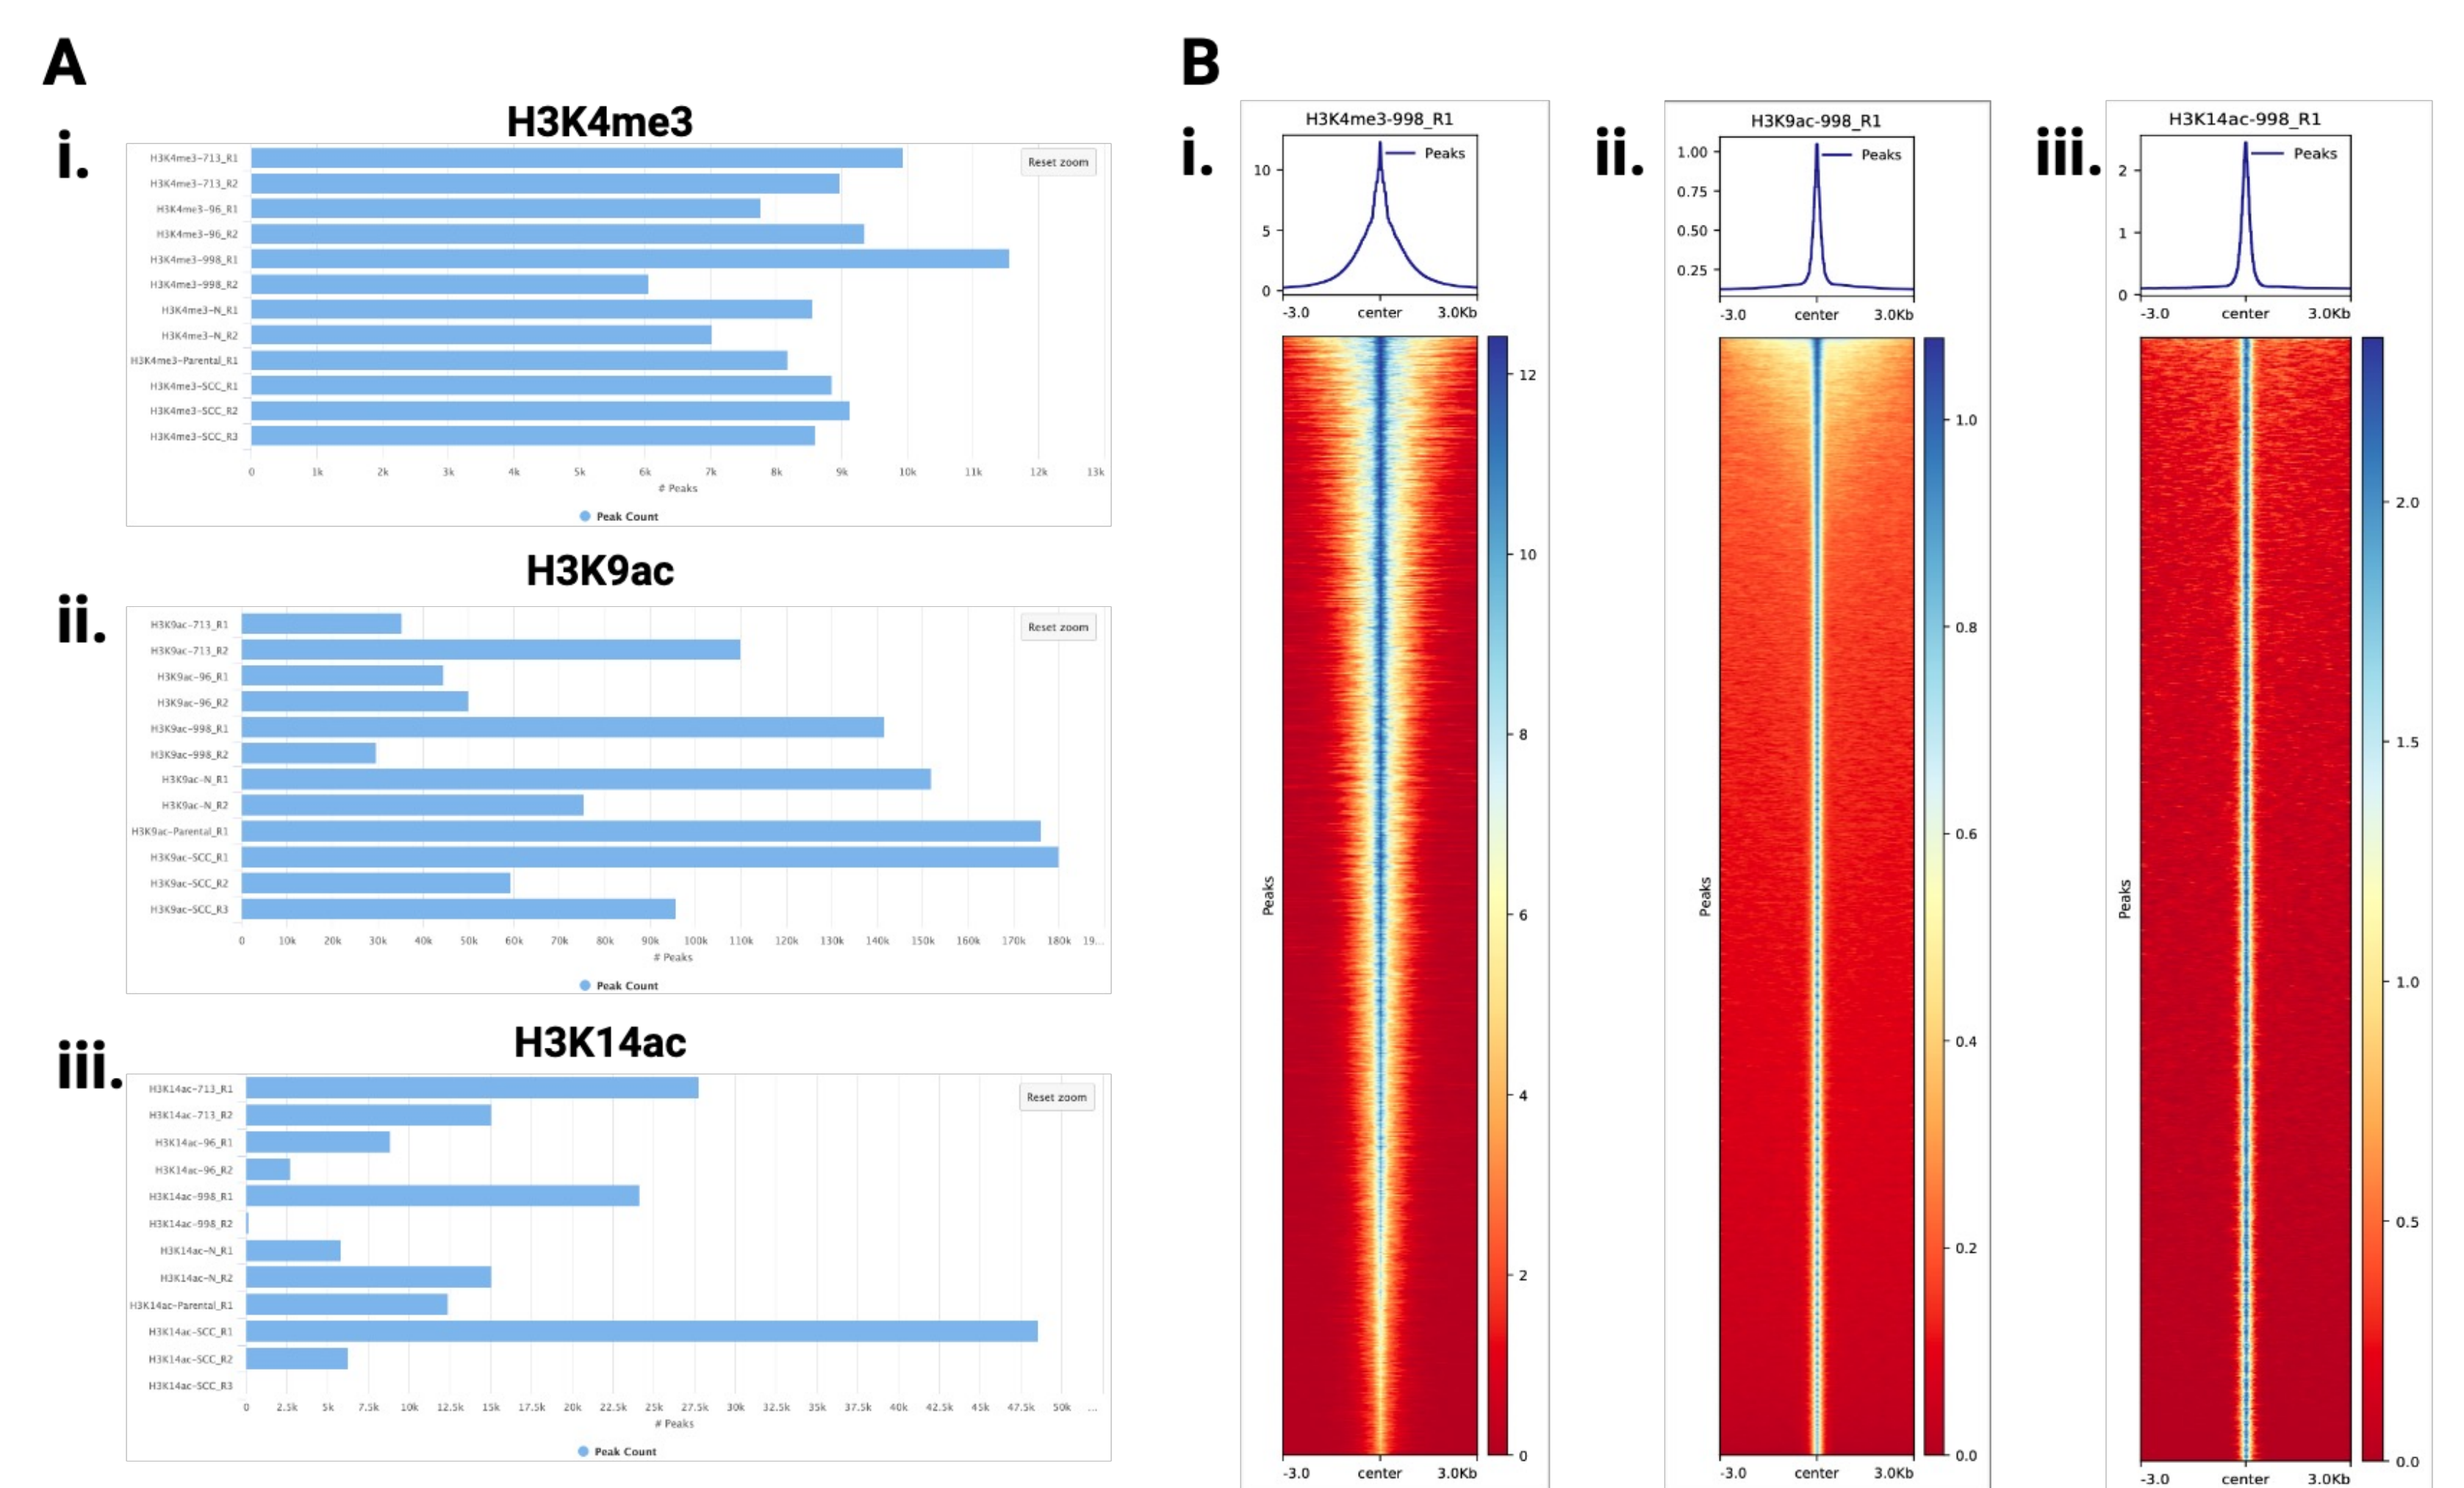 A
i.
H3K4me3
H3K4me3-713_R1
H3K4me3-713_R2
H3K4me3-96_R1
H3K4me3-96_R2
H3K4me3-998_R1
H3K4me3-998_R2
H3K4me3-N_R1
H3K4me3-N_R2
H3K4me3-Parental_R1
H3K4me3-SCC_R1
H3K4me3-SCC_R2
H3K4me3-SCC_R3
Reset zoom
0 1k 2k 3k 4k 5k 6k 7k 8k 9k 10k 11k 12k 13k
# Peaks
Peak Count
ii.
H3K9ac
H3K9ac-713_R1
H3K9ac-713_R2
H3K9ac-96_R1
H3K9ac-96_R2
H3K9ac-998_R1
H3K9ac-998_R2
H3K9ac-N_R1
H3K9ac-N_R2
H3K9ac-Parental_R1
H3K9ac-SCC_R1
H3K9ac-SCC_R2
H3K9ac-SCC_R3
Reset zoom
0 10k 20k 30k 40k 50k 60k 70k 80k 90k 100k 110k 120k 130k 140k 150k 160k 170k 180k 19...
# Peaks
Peak Count
iii.
H3K14ac
H3K14ac-713_R1
H3K14ac-713_R2
H3K14ac-96_R1
H3K14ac-96_R2
H3K14ac-998_R1
H3K14ac-998_R2
H3K14ac-N_R1
H3K14ac-N_R2
H3K14ac-Parental_R1
H3K14ac-SCC_R1
H3K14ac-SCC_R2
H3K14ac-SCC_R3
Reset zoom
0 2.5k 5k 7.5k 10k 12.5k 15k 17.5k 20k 22.5k 25k 27.5k 30k 32.5k 35k 37.5k 40k 42.5k 45k 47.5k 50k ...
# Peaks
Peak Count
B
i.
H3K4me3-998_R1
Peaks
10
5
0
-3.0 center 3.0Kb
Peaks
12
10
8
6
4
2
0
-3.0 center 3.0Kb
ii.
H3K9ac-998_R1
Peaks
1.00
0.75
0.50
0.25
-3.0 center 3.0Kb
Peaks
1.0
0.8
0.6
0.4
0.2
0.0
-3.0 center 3.0Kb
iii.
H3K14ac-998_R1
Peaks
2
1
0
-3.0 center 3.0Kb
Peaks
2.0
1.5
1.0
0.5
0.0
-3.0 center 3.0Kb